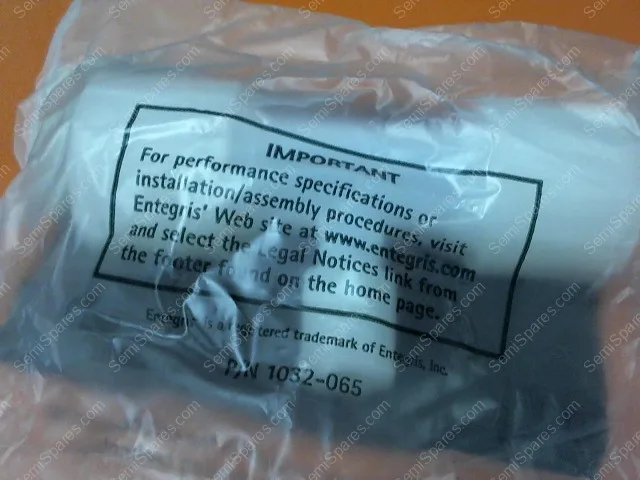 IMPORTANT
For performance specifications or
installation/assembly procedures, visit
Entegris' Web site at www.entegris.com
and select the Legal Notices link from
the footer found on the home page.
Entegris is a registered trademark of Entegris, Inc.
P/N 1032-065
SemiSpares.com